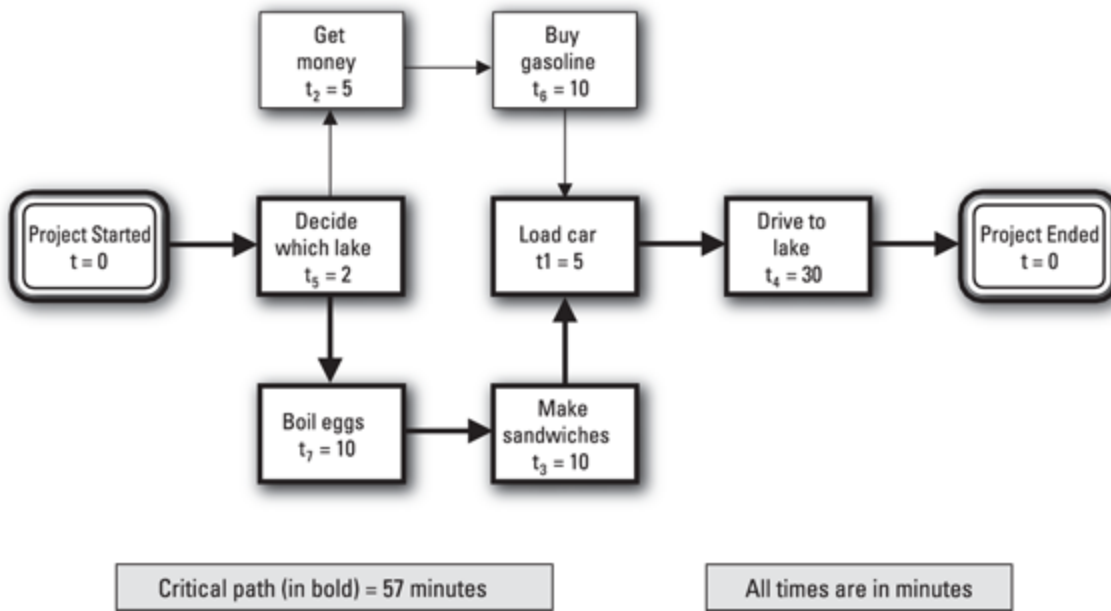 Get
money
t₂ = 5
Buy
gasoline
t₆ = 10
Project Started
t = 0
Decide
which lake
t₅ = 2
Load car
t1 = 5
Drive to
lake
t₄ = 30
Project Ended
t = 0
Boil eggs
t₇ = 10
Make
sandwiches
t₃ = 10
Critical path (in bold) = 57 minutes
All times are in minutes